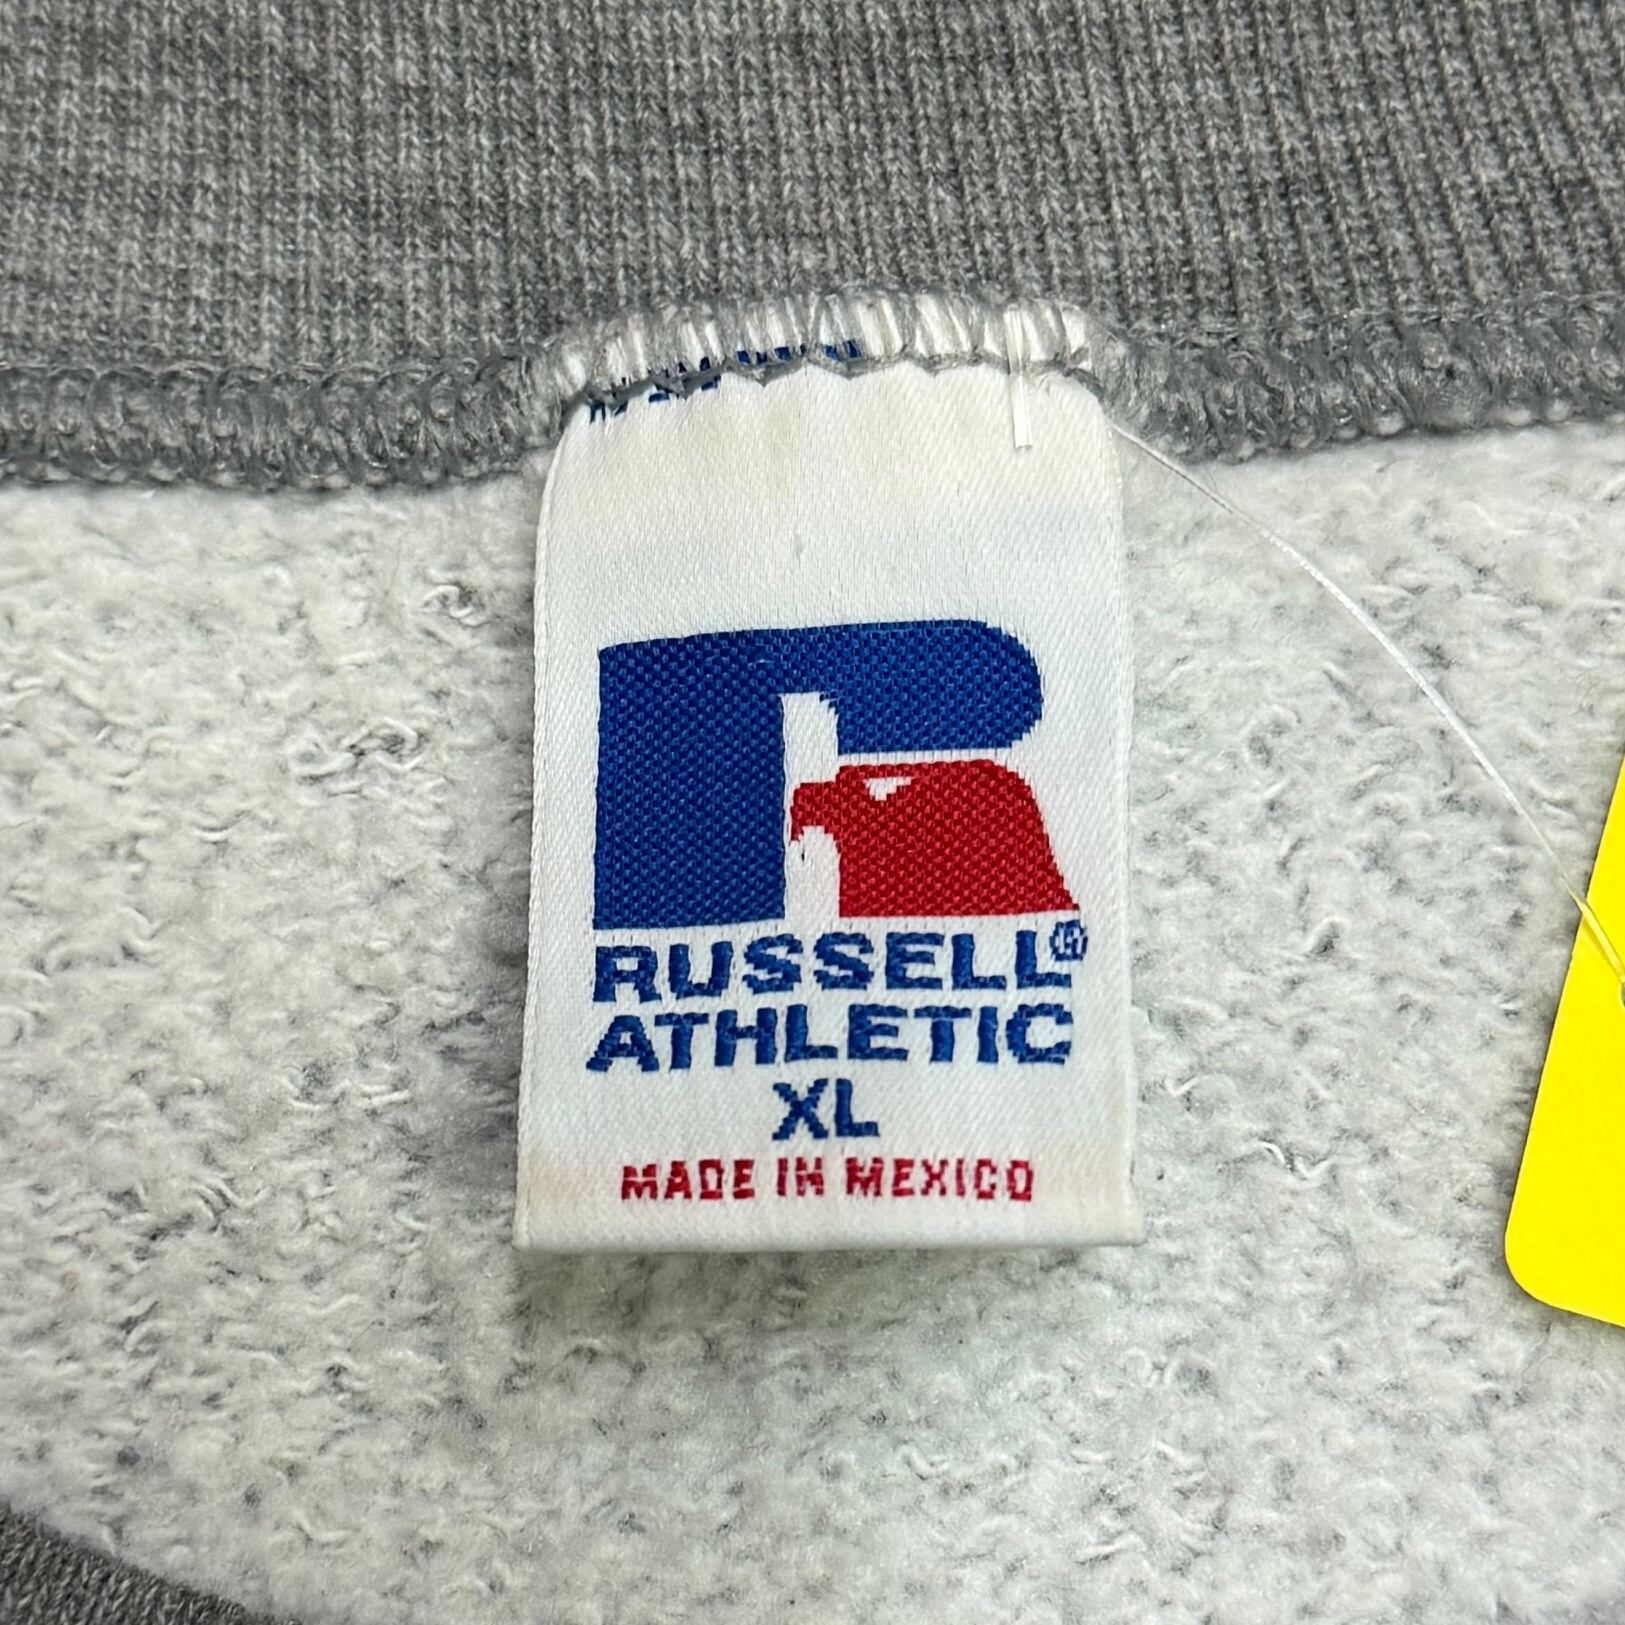 RUSSELL®
ATHLETIC
XL
MADE IN MEXICO